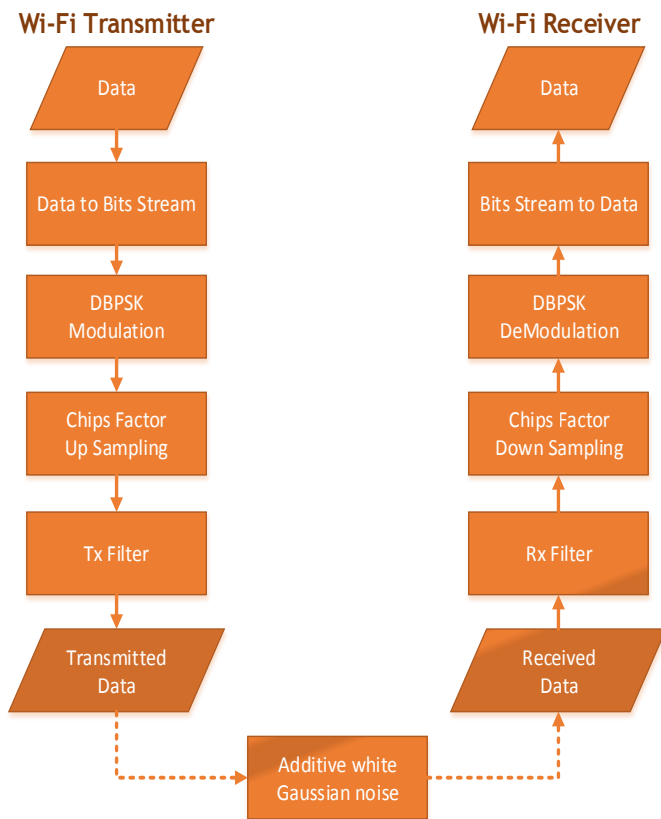 Wi-Fi Transmitter
Data
Data to Bits Stream
DBPSK
Modulation
Chips Factor
Up Sampling
Tx Filter
Transmitted
Data
Additive white
Gaussian noise
Wi-Fi Receiver
Data
Bits Stream to Data
DBPSK
DeModulation
Chips Factor
Down Sampling
Rx Filter
Received
Data